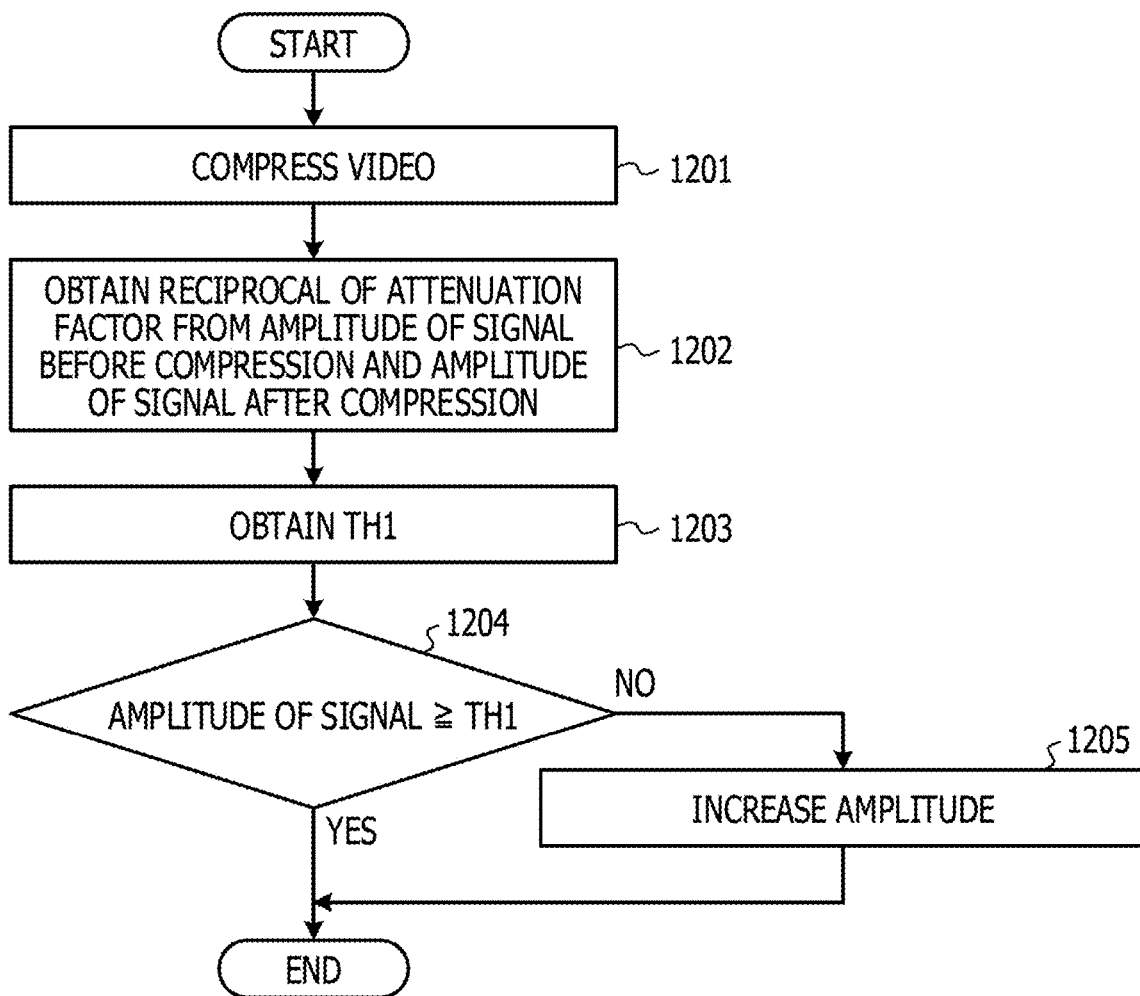 START
COMPRESS VIDEO
1201
OBTAIN RECIPROCAL OF ATTENUATION
FACTOR FROM AMPLITUDE OF SIGNAL
BEFORE COMPRESSION AND AMPLITUDE
OF SIGNAL AFTER COMPRESSION
1202
OBTAIN TH1
1203
1204
AMPLITUDE OF SIGNAL ≧ TH1
NO
1205
INCREASE AMPLITUDE
YES
END